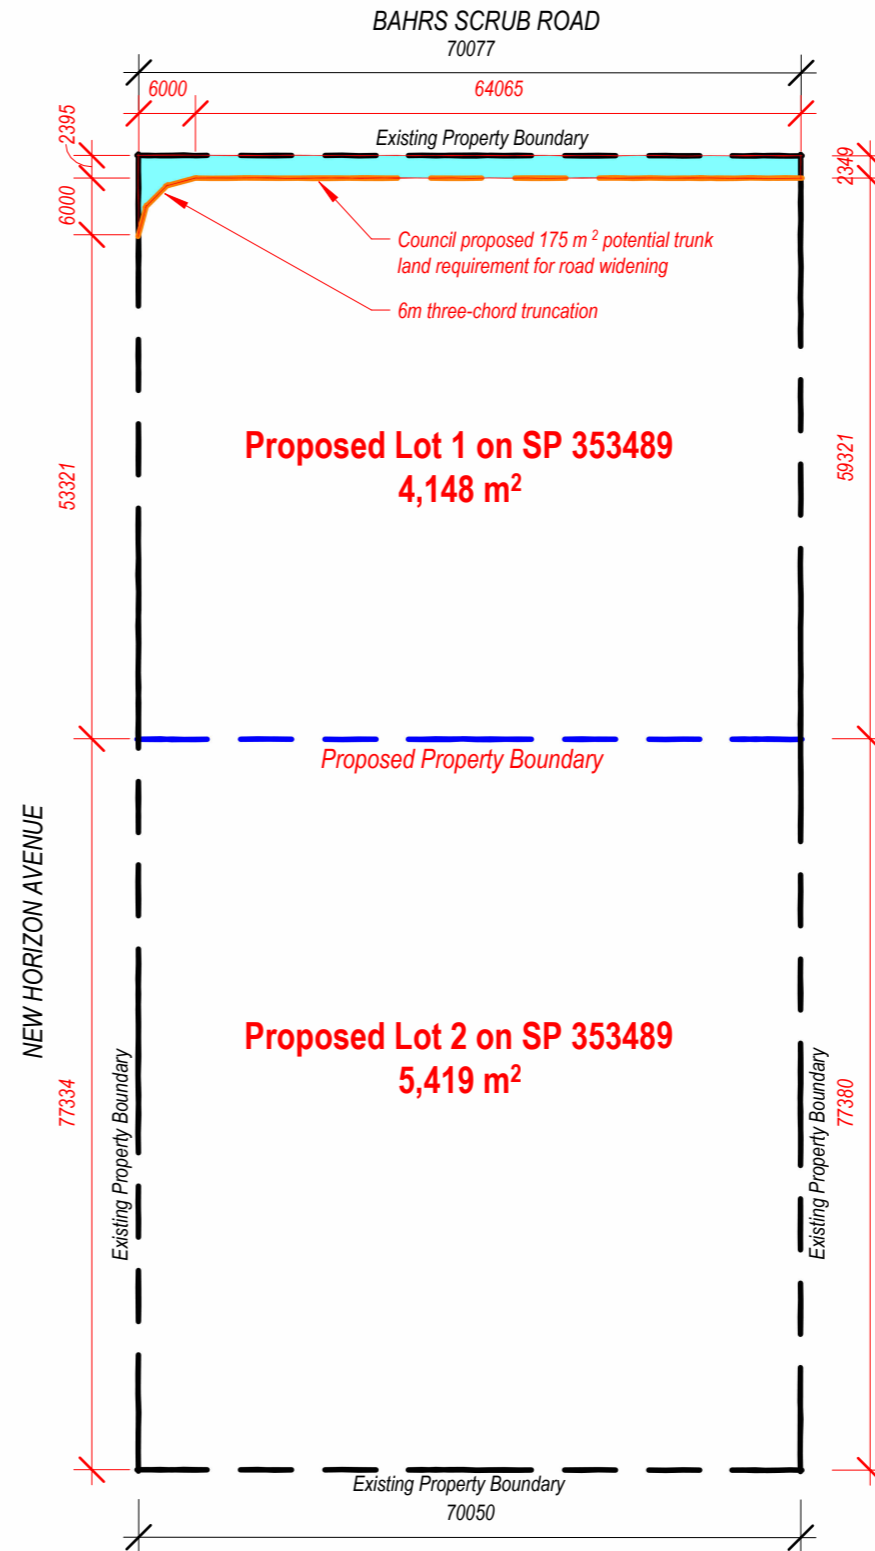 BAHRS SCRUB ROAD
70077
6000
64065
2395
Existing Property Boundary
2349
6000
Council proposed 175 m² potential trunk
land requirement for road widening
6m three-chord truncation
Proposed Lot 1 on SP 353489
4,148 m²
53321
59321
Proposed Property Boundary
NEW HORIZON AVENUE
Proposed Lot 2 on SP 353489
5,419 m²
77334
Existing Property Boundary
Existing Property Boundary
77380
Existing Property Boundary
70050